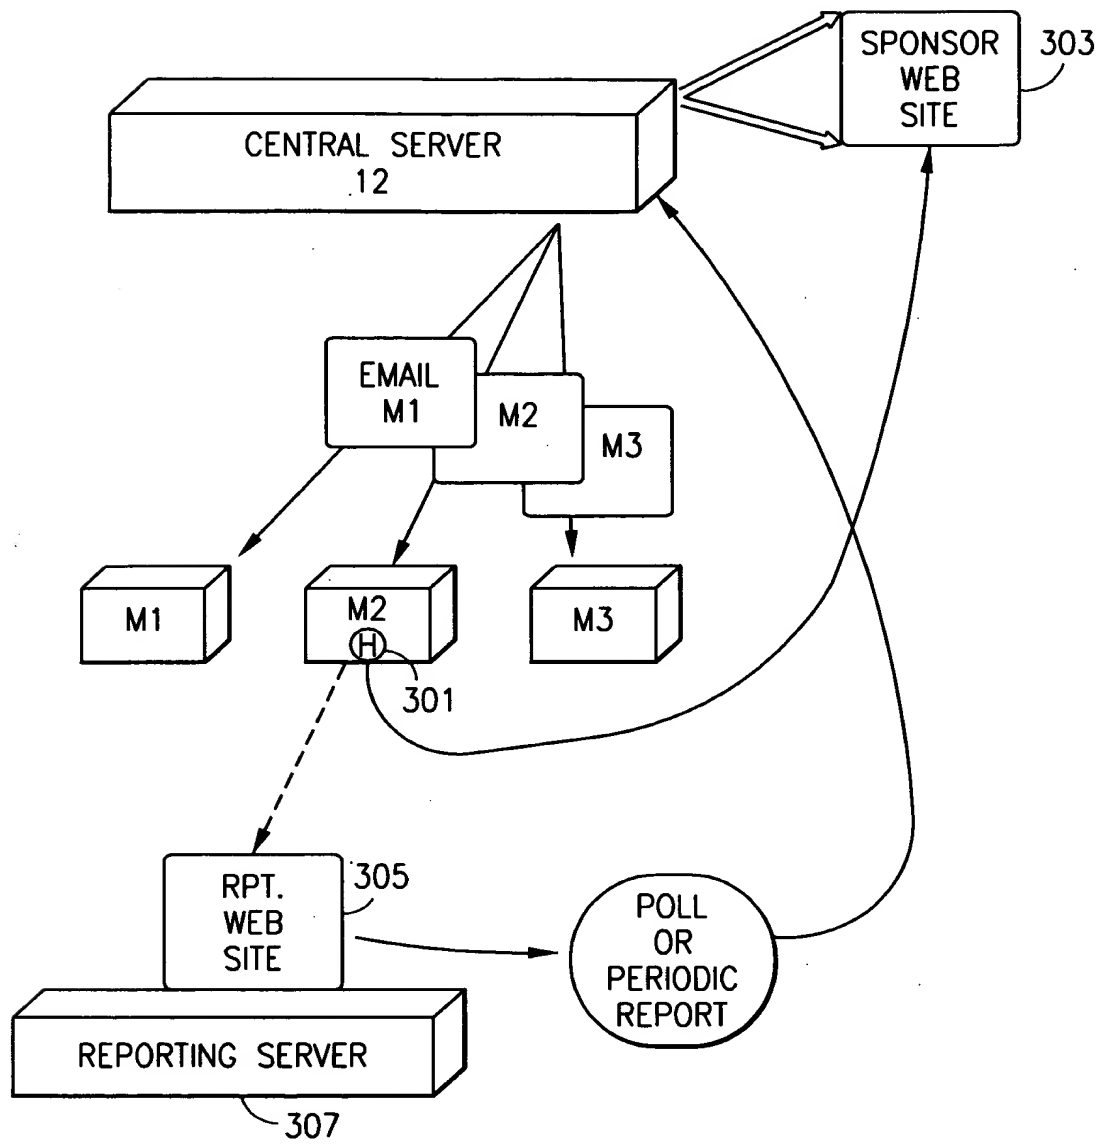 SPONSOR
WEB
SITE
303
CENTRAL SERVER
12
EMAIL
M1
M2
M3
M1
M2
H
M3
301
RPT.
WEB
SITE
305
POLL
OR
PERIODIC
REPORT
REPORTING SERVER
307